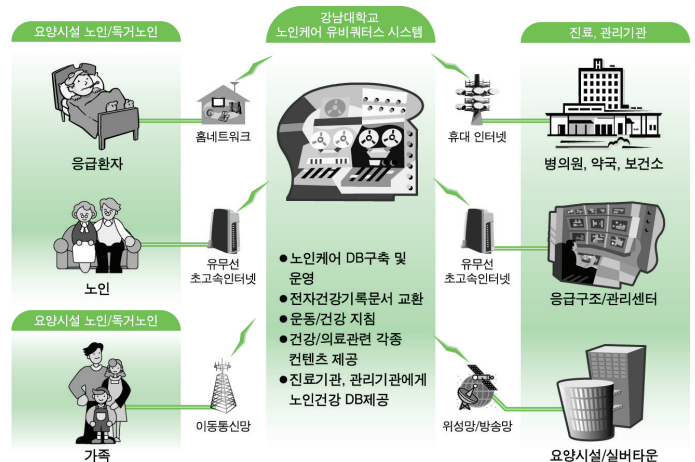 요양시설 노인/독거노인
응급환자
노인
요양시설 노인/독거노인
가족
홈네트워크
유무선
초고속인터넷
이동통신망
강남대학교
노인케어 유비쿼터스 시스템
●노인케어 DB구축 및
운영
●전자건강기록문서 교환
●운동/건강 지침
●건강/의료관련 각종
컨텐츠 제공
●진료기관, 관리기관에게
노인건강 DB제공
휴대 인터넷
유무선
초고속인터넷
위성망/방송망
진료, 관리기관
병의원, 약국, 보건소
응급구조/관리센터
요양시설/실버타운